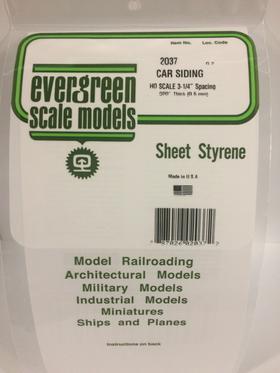 Item No. Loc. Code
2037
CAR SIDING
HO SCALE 3-1/4" Spacing
Thick (0.5 mm)
evergreen
scale models
Sheet Styrene
Made in U S A
Model Railroading
Architectural Models
Military Models
Industrial Models
Miniatures
Ships and Planes
Instructions on back